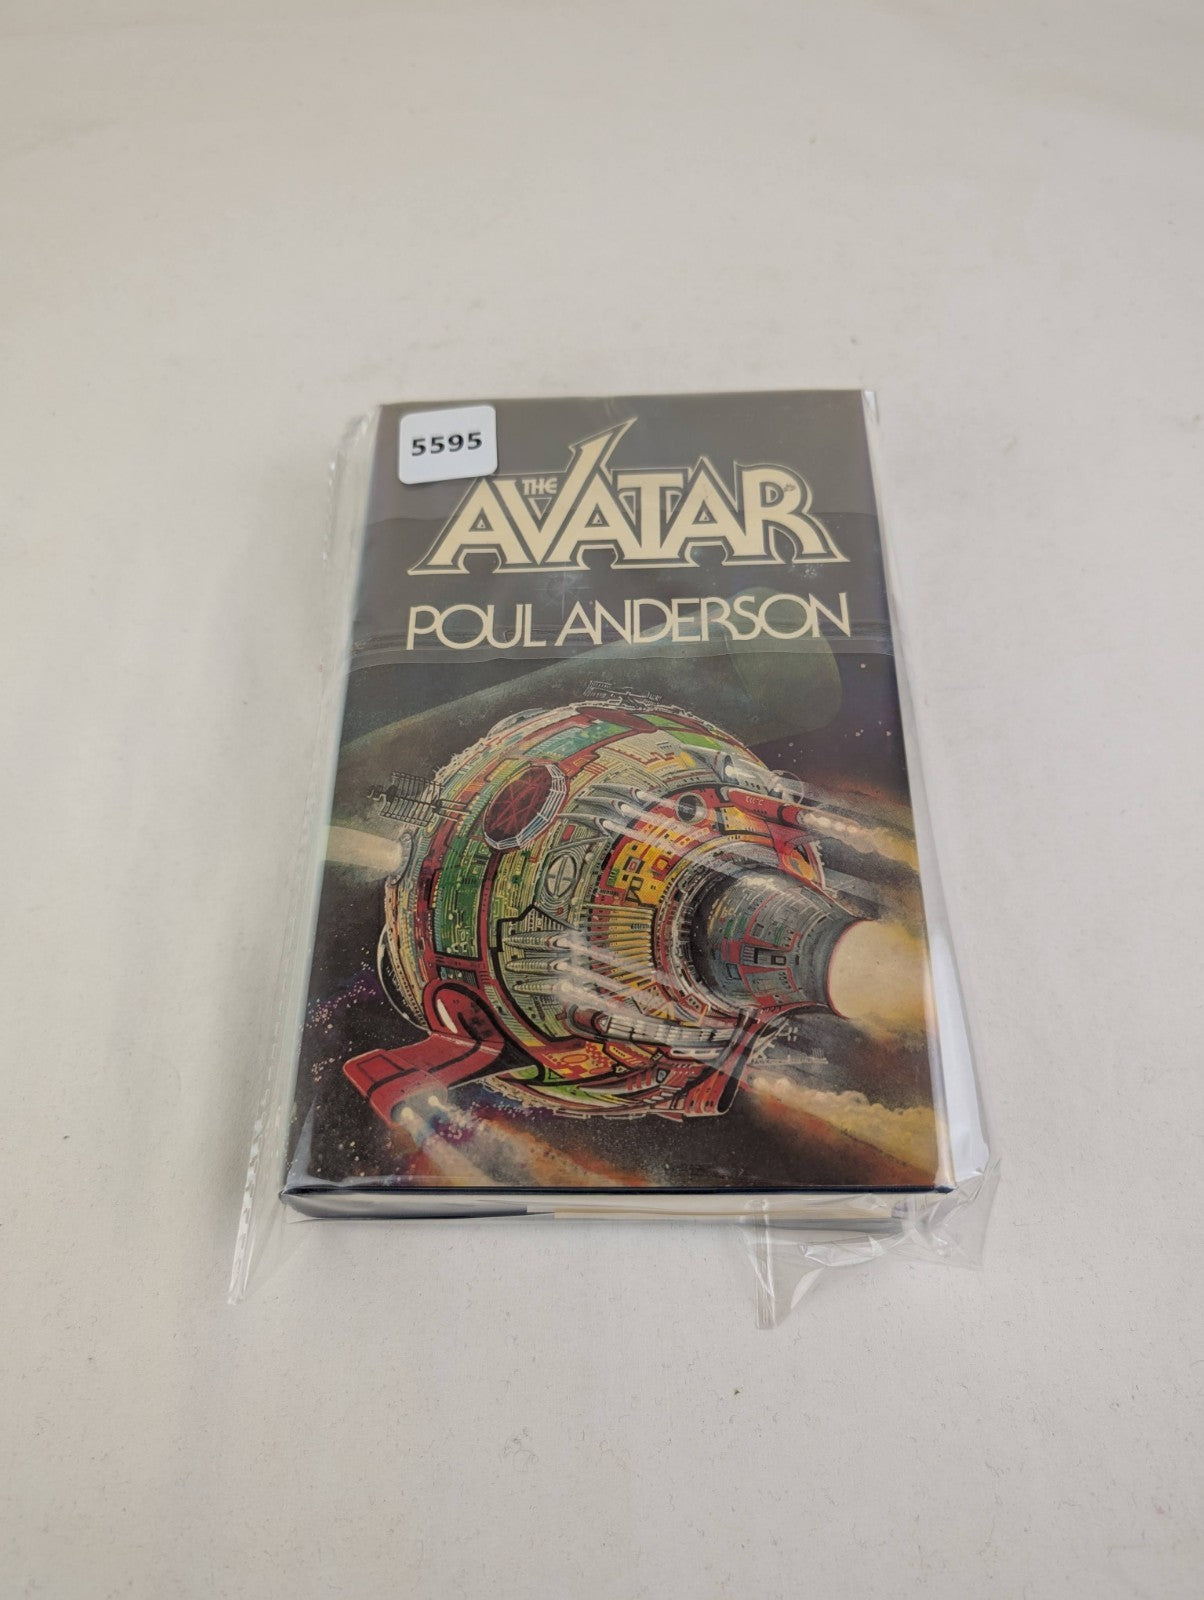 5595
THE
AVATAR
POUL ANDERSON